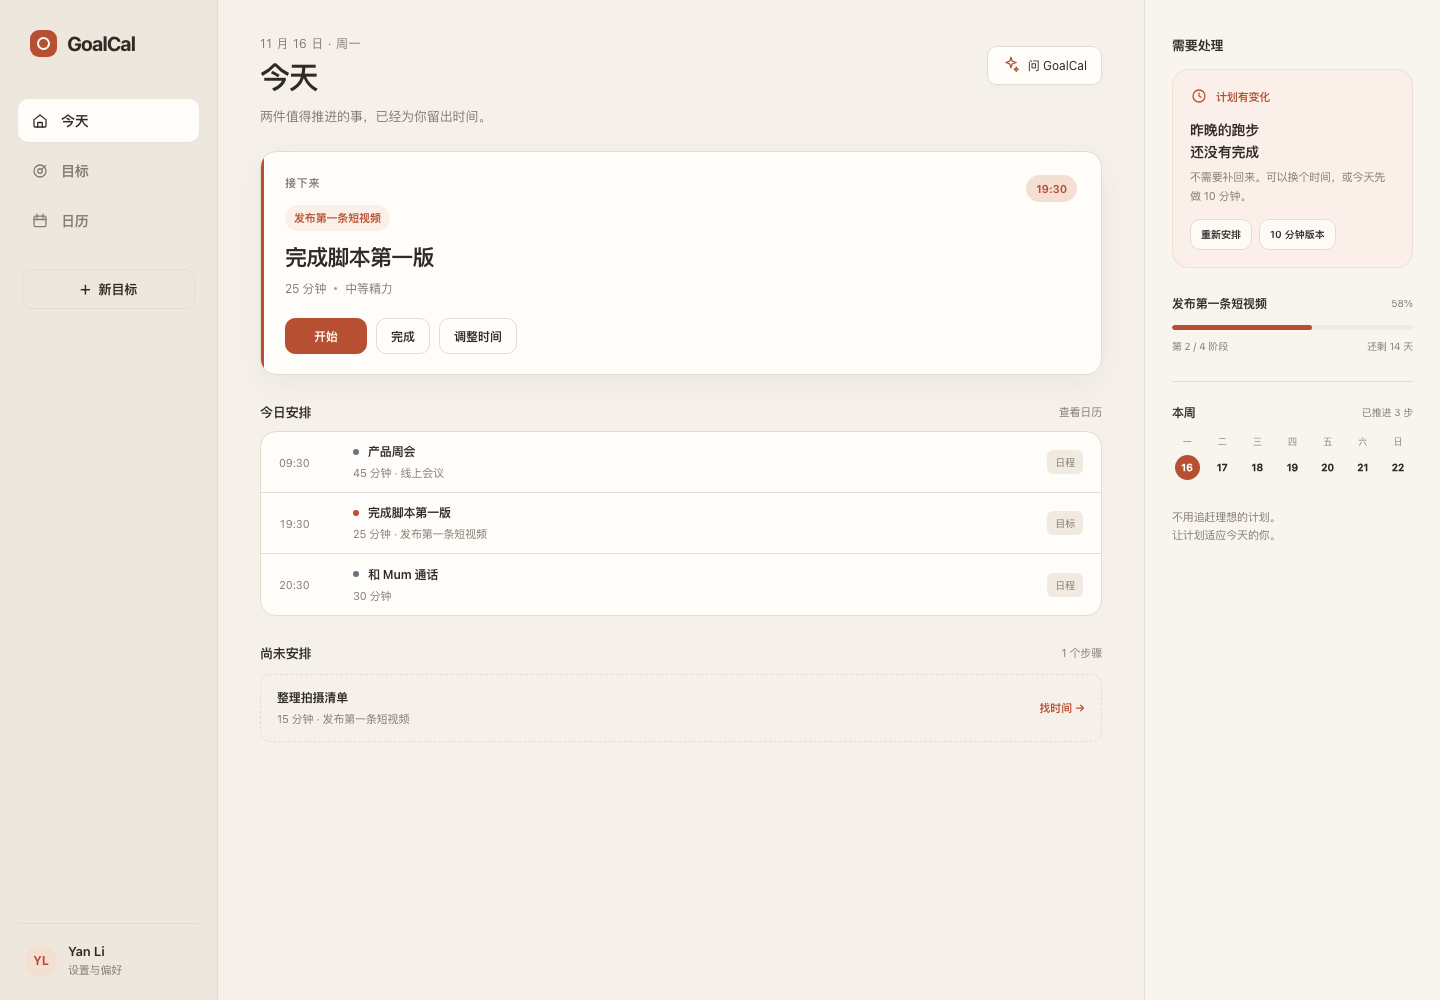 GoalCal
今天
目标
日历
+ 新目标
Yan Li
YL
设置与偏好
11 月 16 日 · 周一
今天
两件值得推进的事，已经为你留出时间。
问 GoalCal
接下来
19:30
发布第一条短视频
完成脚本第一版
25 分钟 • 中等精力
开始
完成
调整时间
今日安排
查看日历
09:30
产品周会
45 分钟 · 线上会议
日程
19:30
完成脚本第一版
25 分钟 · 发布第一条短视频
目标
20:30
和 Mum 通话
30 分钟
日程
尚未安排
1 个步骤
整理拍摄清单
15 分钟 · 发布第一条短视频
找时间 →
需要处理
计划有变化
昨晚的跑步
还没有完成
不需要补回来。可以换个时间，或今天先
做 10 分钟。
重新安排
10 分钟版本
发布第一条短视频
58%
第 2 / 4 阶段
还剩 14 天
本周
已推进 3 步
一 二 三 四 五 六 日
16 17 18 19 20 21 22
不用追赶理想的计划。
让计划适应今天的你。